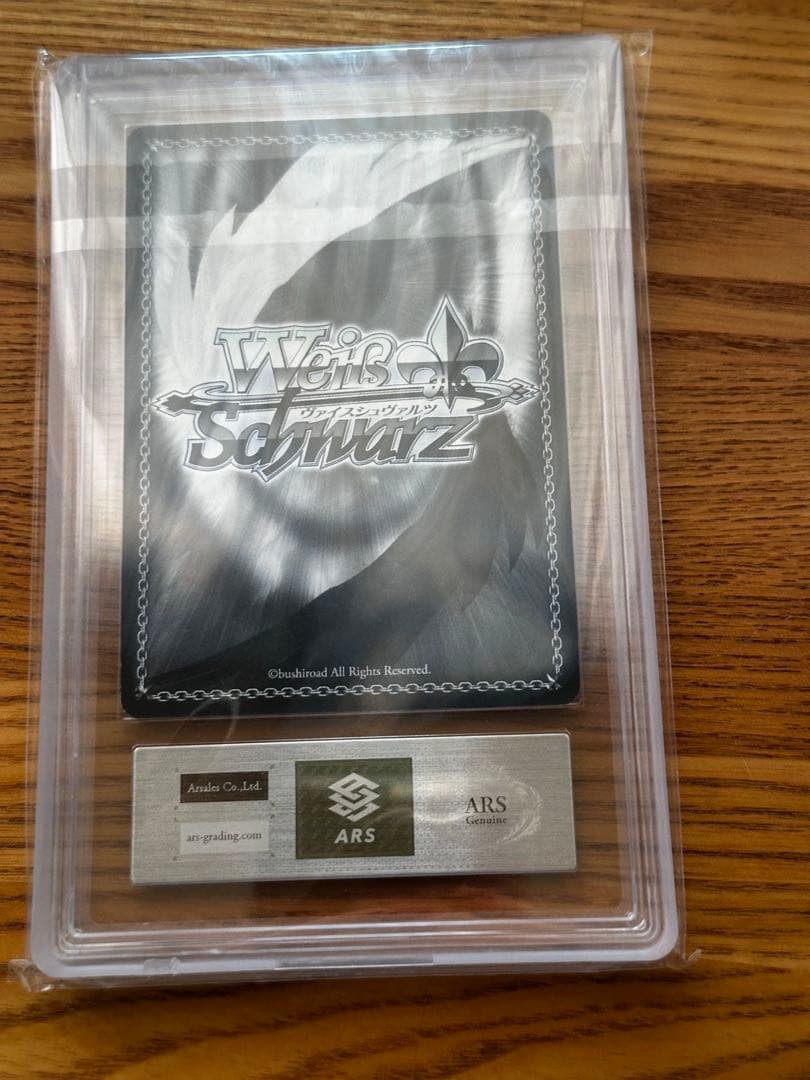 Weiß
ヴァイスシュヴァルツ
Schwarz
©bushiroad All Rights Reserved.
Arsales Co.,Ltd.
ars-grading.com
ARS
ARS
Genuine